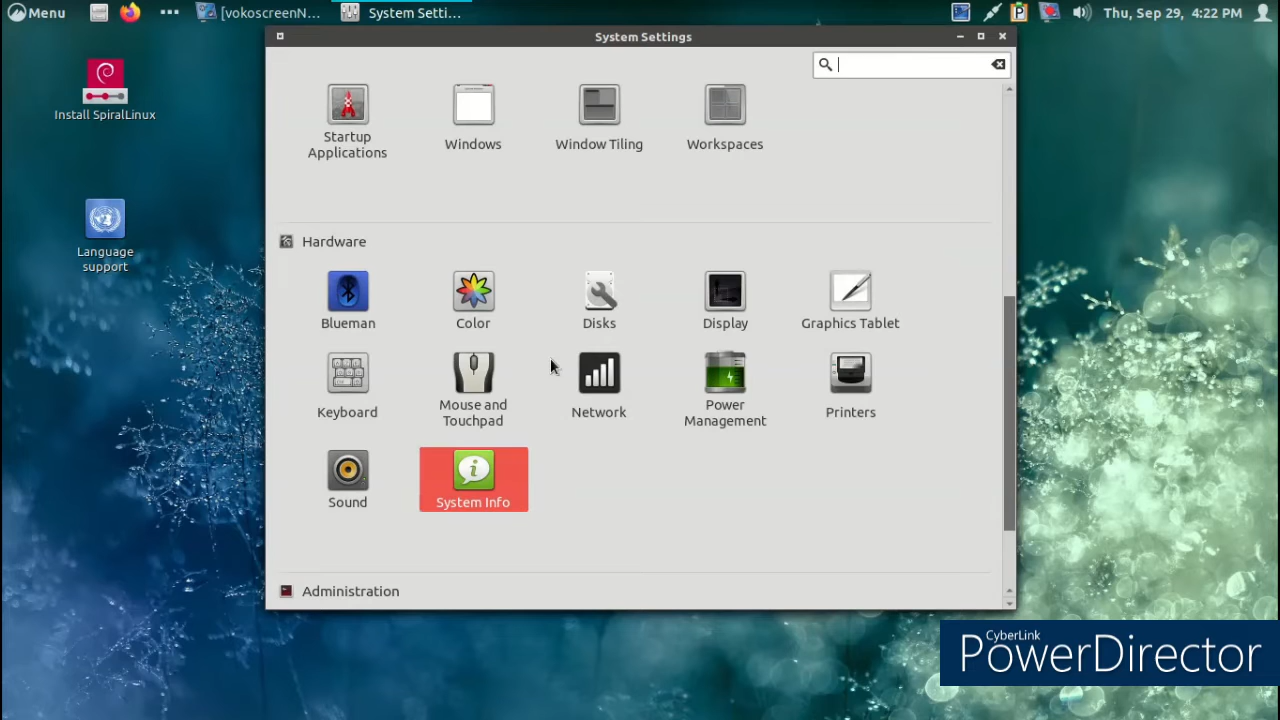 Menu
[vokoscreenN...
System Setti...
Thu, Sep 29, 4:22 PM
System Settings
Install SpiralLinux
Language
support
Startup
Applications
Windows
Window Tiling
Workspaces
Hardware
Blueman
Color
Disks
Display
Graphics Tablet
Keyboard
Mouse and
Touchpad
Network
Power
Management
Printers
Sound
System Info
Administration
CyberLink
PowerDirector